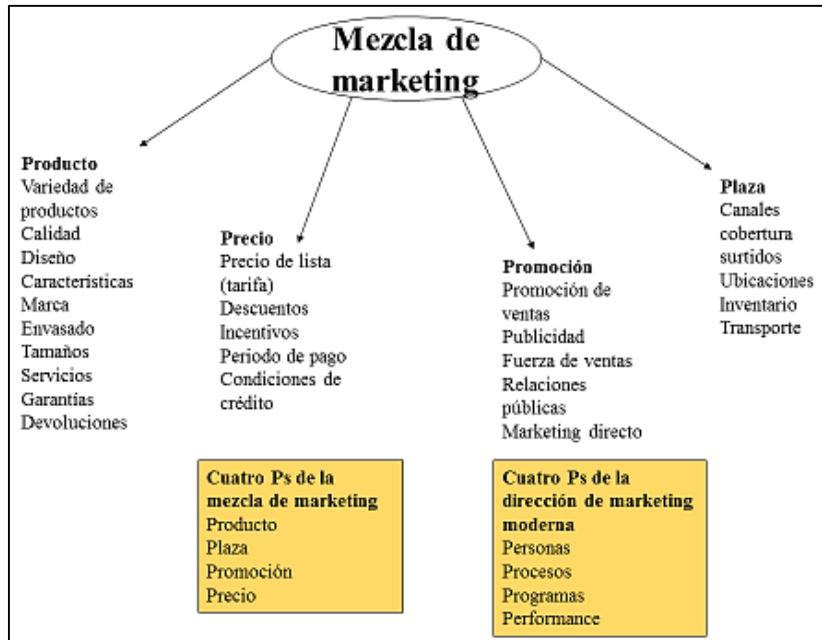 Mezcla de
marketing
Producto
Variedad de
productos
Calidad
Diseño
Características
Marca
Envasado
Tamaños
Servicios
Garantías
Devoluciones
Precio
Precio de lista
(tarifa)
Descuentos
Incentivos
Periodo de pago
Condiciones de
crédito
Promoción
Promoción de
ventas
Publicidad
Fuerza de ventas
Relaciones
públicas
Marketing directo
Plaza
Canales
cobertura
surtidos
Ubicaciones
Inventario
Transporte
Cuatro Ps de la
mezcla de marketing
Producto
Plaza
Promoción
Precio
Cuatro Ps de la
dirección de marketing
moderna
Personas
Procesos
Programas
Performance